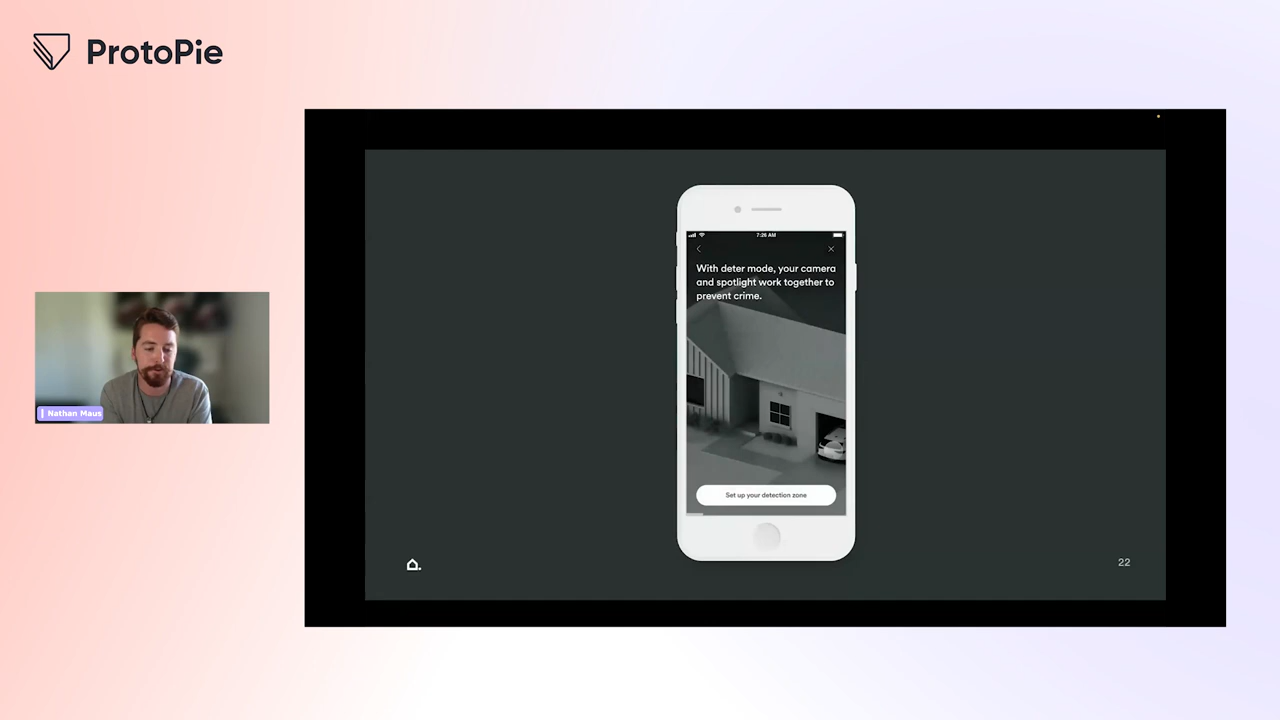 ProtoPie
7:26 AM
With deter mode, your camera
and spotlight work together to
prevent crime.
Set up your detection zone
Nathan Maus
22